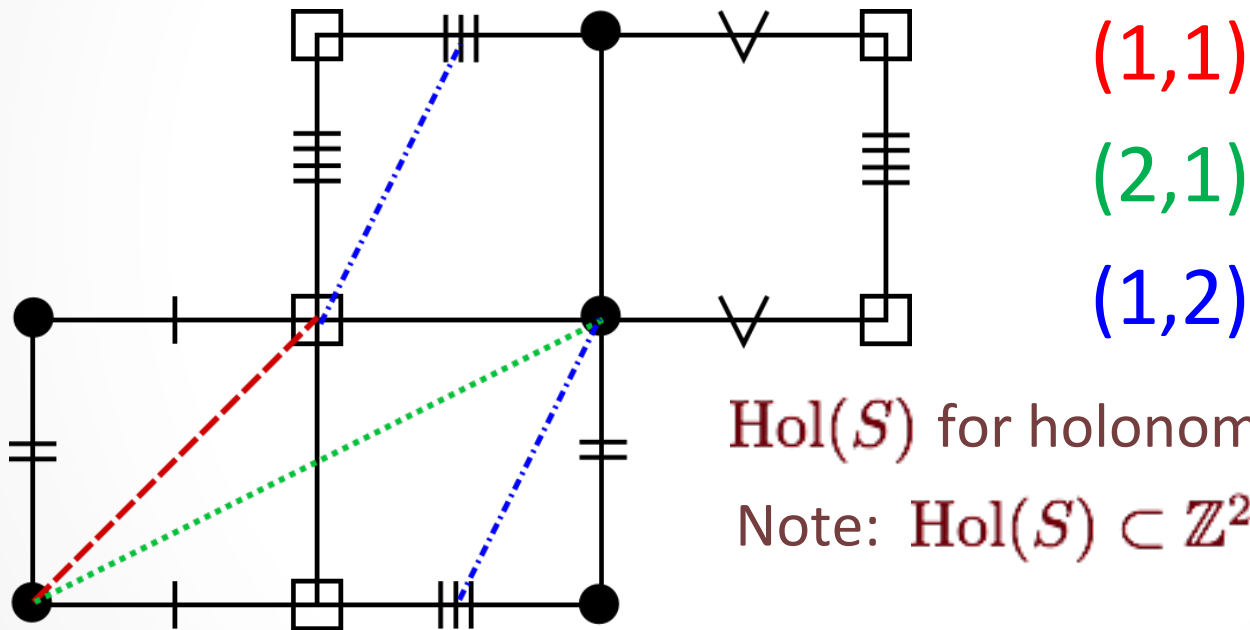 (1,1)
(2,1)
(1,2)
Hol(S) for holonom
Note: Hol(S) ⊂ ℤ²